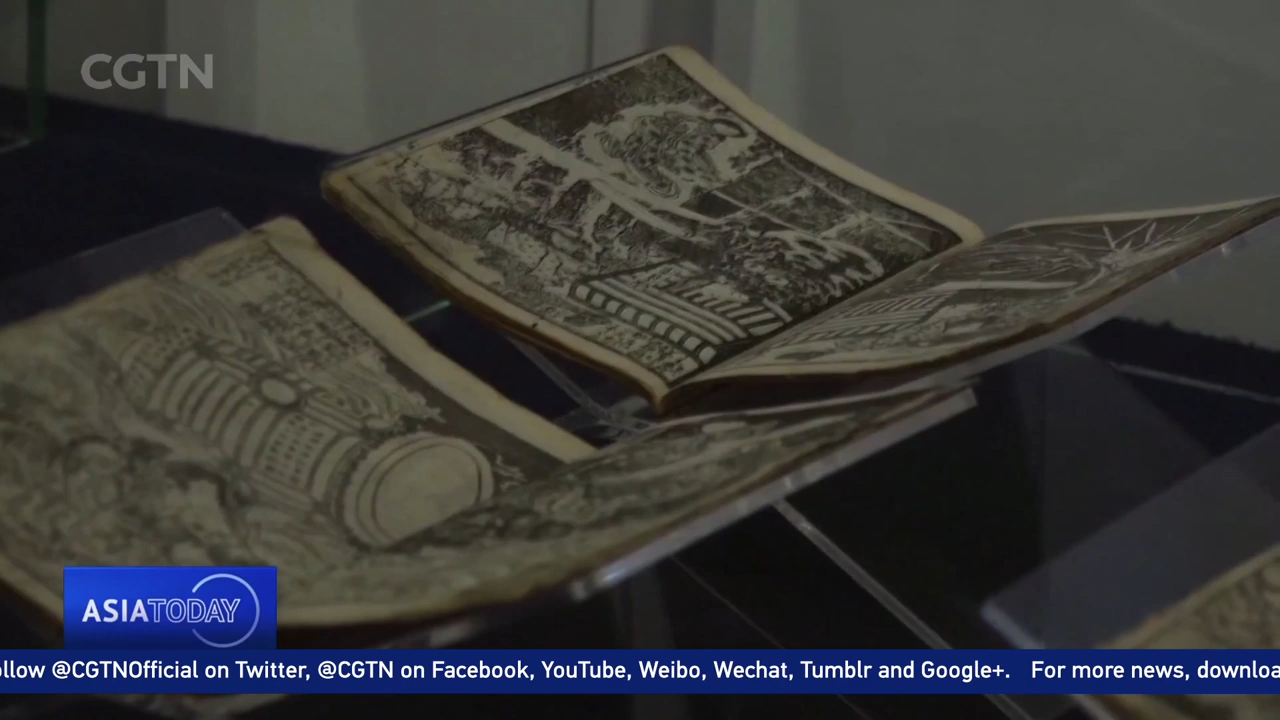 CGTN
ASIATODAY
ollow @CGTNOfficial on Twitter, @CGTN on Facebook, YouTube, Weibo, Wechat, Tumblr and Google+. For more news, downloa